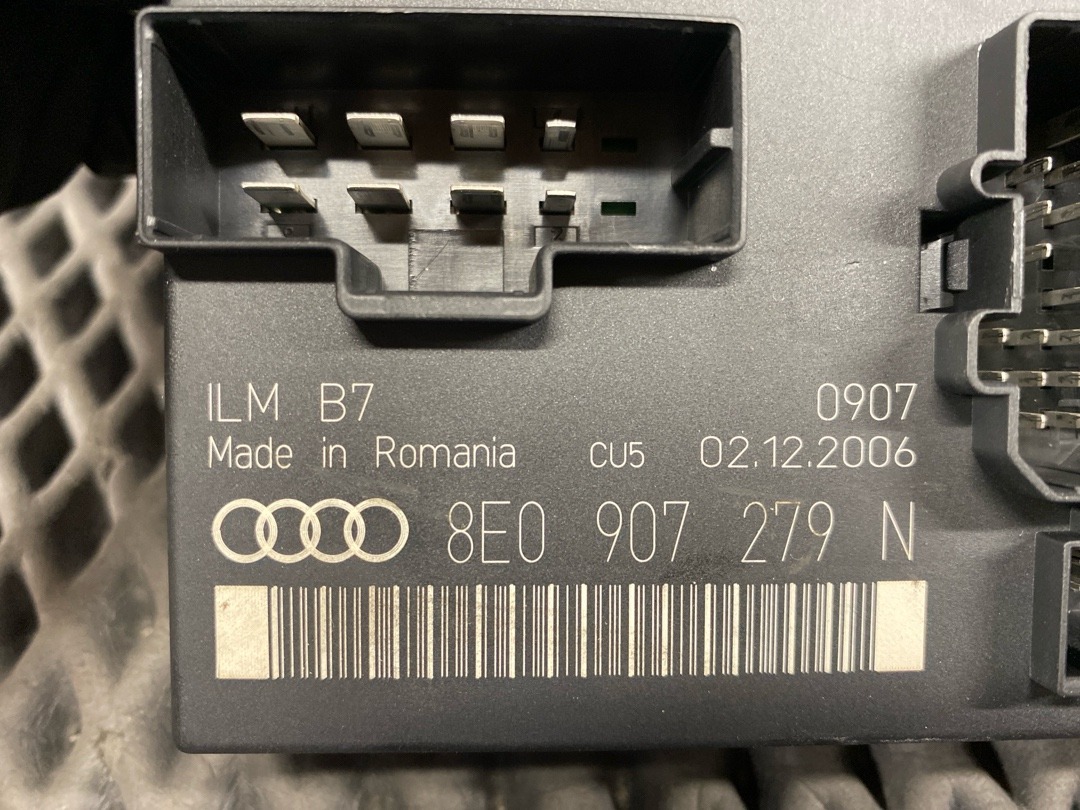 ILM B7 0907
Made in Romania CU5 02.12.2006
8E0 907 279 N